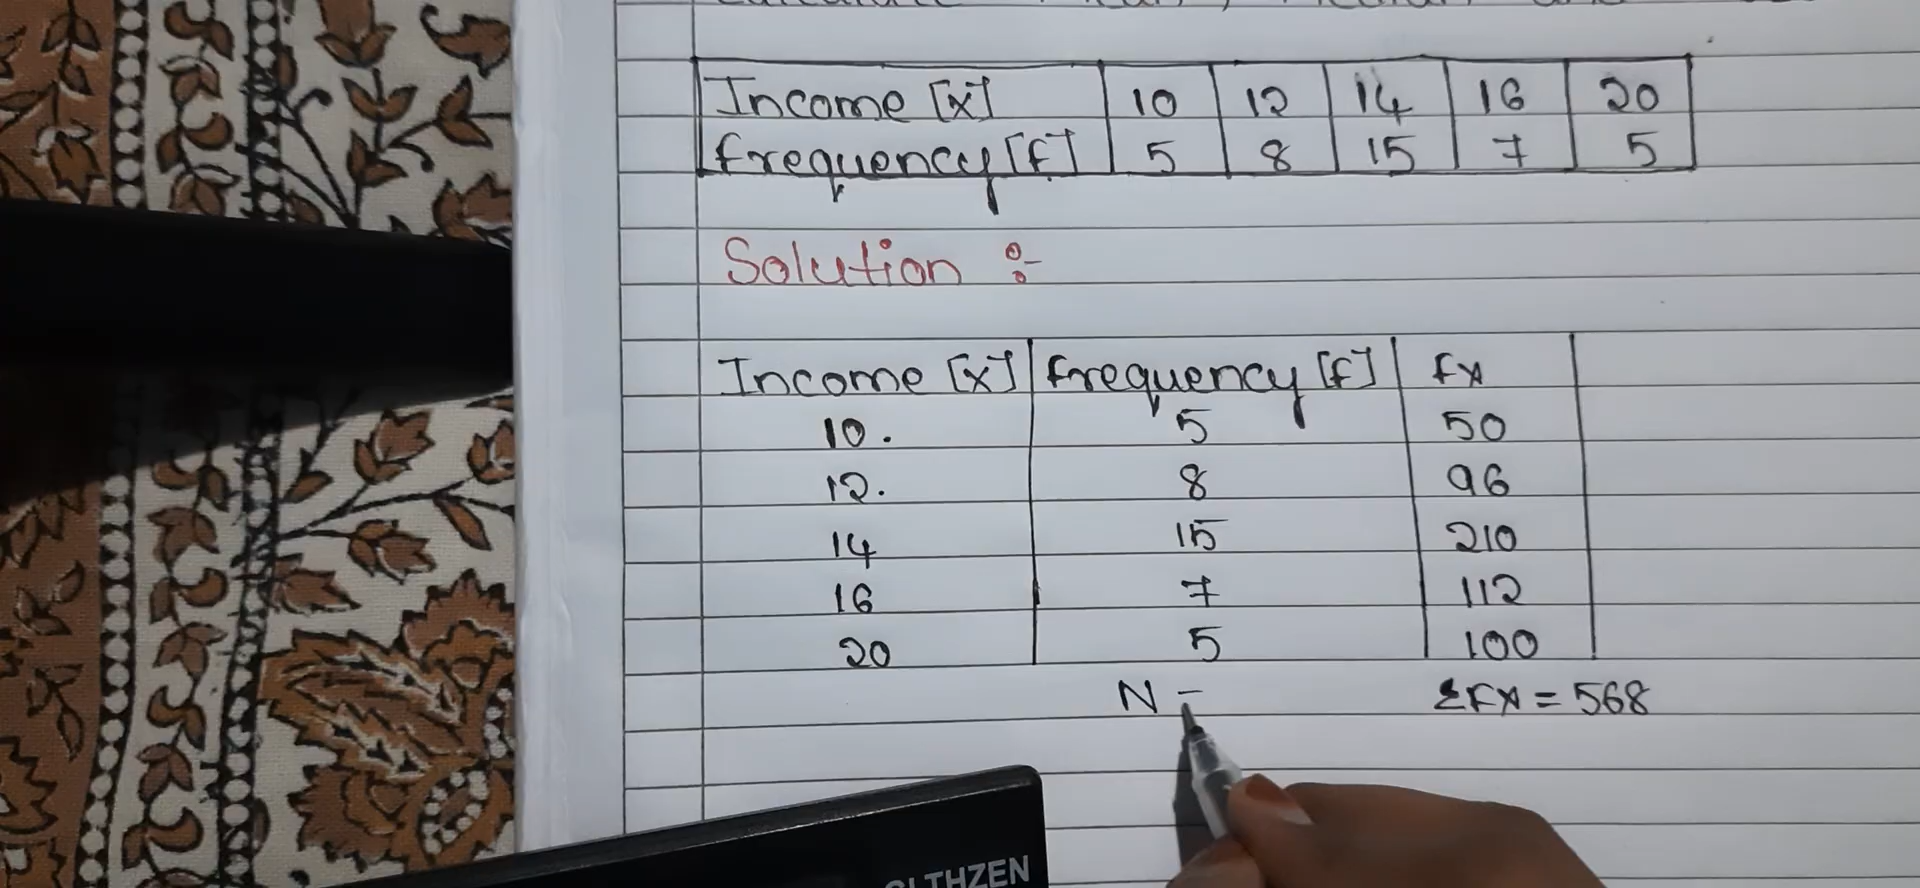 Income [x] 10 12 14 16 20
frequency [f] 5 8 15 7 5
Solution :-
Income [x] frequency [f] fx
10. 5 50
12. 8 96
14 15 210
16 7 112
20 5 100
N = Σfx = 568
THZEN